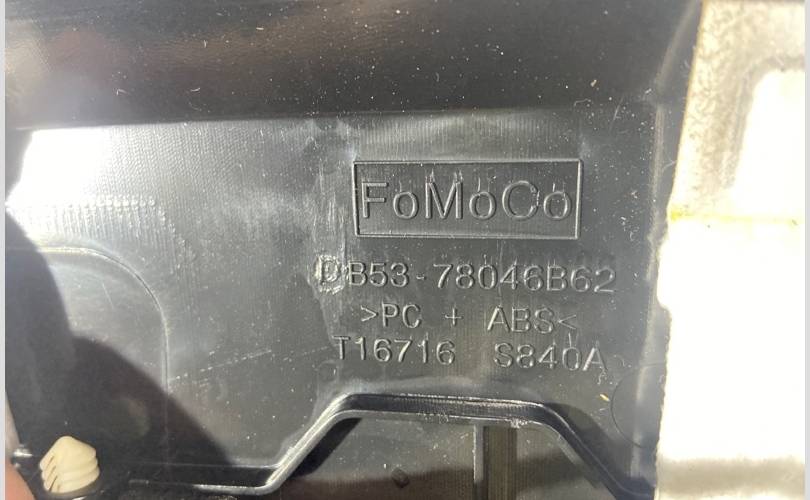 FoMoCo
DB53-78046B62
>PC + ABS<
T16716 S840A